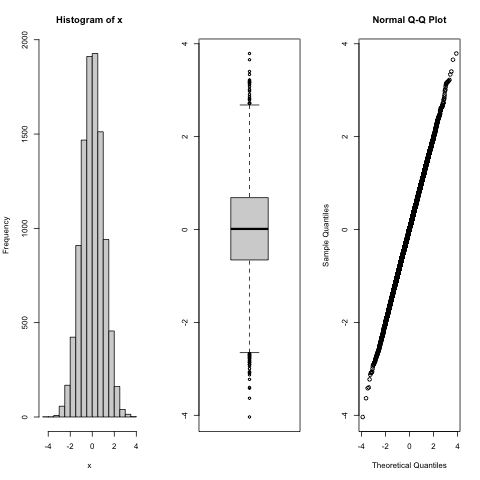 Histogram of x
Frequency
2000
1500
1000
500
0
-4 -2 0 2 4
x
4
2
0
-2
-4
Normal Q-Q Plot
Sample Quantiles
4
2
0
-2
-4
-4 -2 0 2 4
Theoretical Quantiles